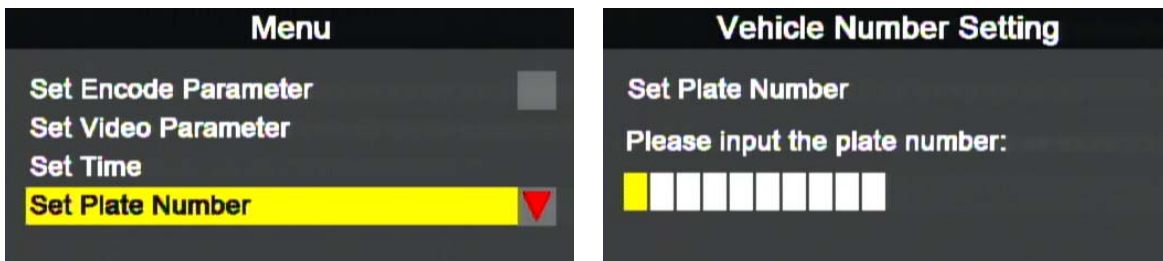 Menu
Set Encode Parameter
Set Video Parameter
Set Time
Set Plate Number
Vehicle Number Setting
Set Plate Number
Please input the plate number: